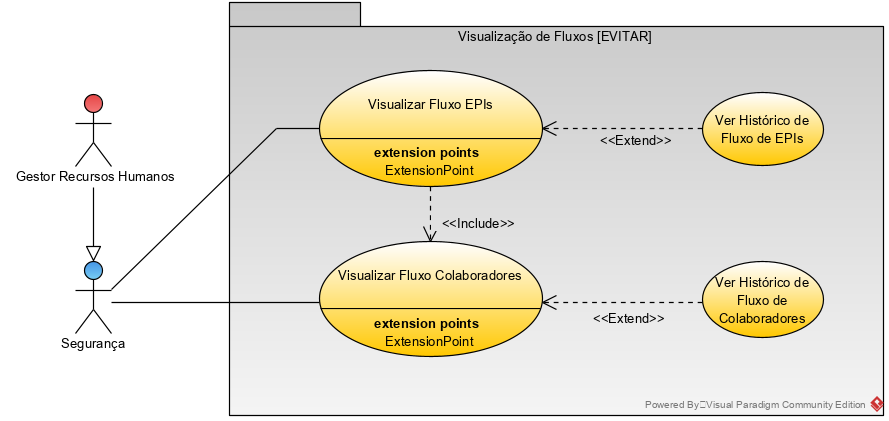 Visualização de Fluxos [EVITAR]
Visualizar Fluxo EPIs
extension points
ExtensionPoint
<<Extend>>
Ver Histórico de
Fluxo de EPIs
Gestor Recursos Humanos
<<Include>>
Visualizar Fluxo Colaboradores
extension points
ExtensionPoint
<<Extend>>
Ver Histórico de
Fluxo de
Colaboradores
Segurança
Powered By Visual Paradigm Community Edition